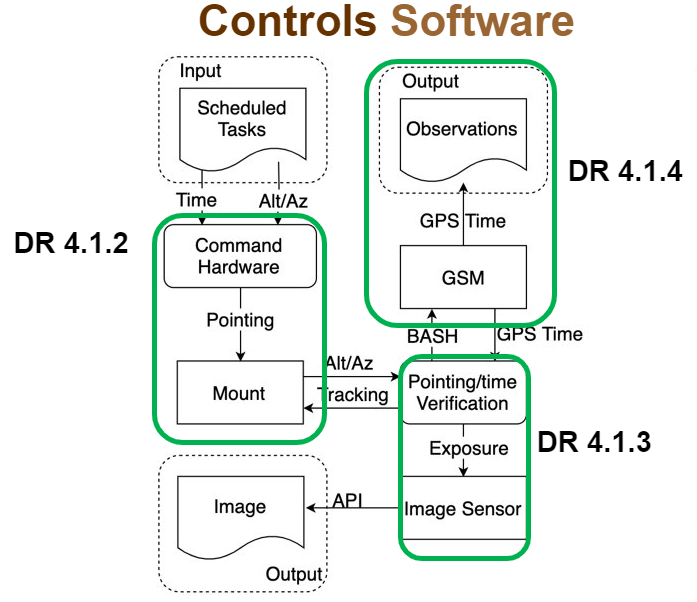 Controls Software
Input
Scheduled
Tasks
Time
Alt/Az
DR 4.1.2
Command
Hardware
Pointing
Mount
Alt/Az
Tracking
Output
Observations
DR 4.1.4
GPS Time
GSM
BASH
GPS Time
Pointing/time
Verification
DR 4.1.3
Exposure
Image Sensor
API
Image
Output